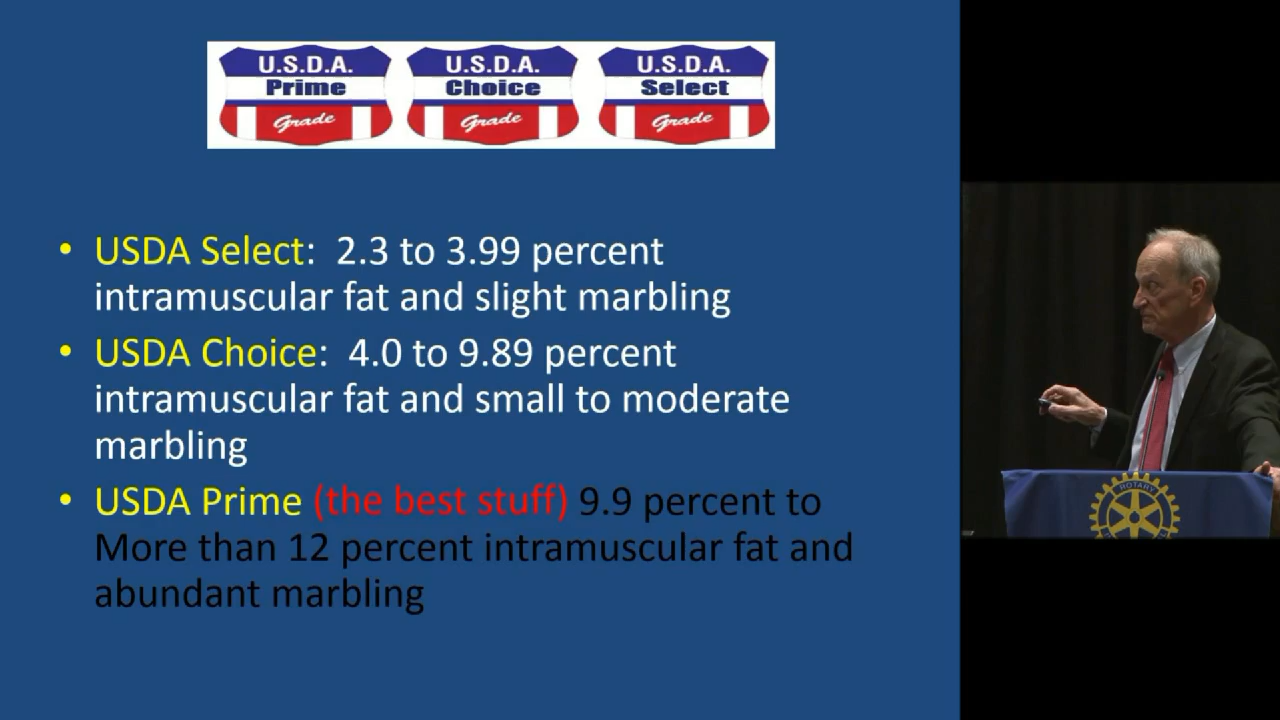 U.S.D.A. U.S.D.A. U.S.D.A.
Prime Choice Select
Grade Grade Grade
• USDA Select: 2.3 to 3.99 percent
intramuscular fat and slight marbling
• USDA Choice: 4.0 to 9.89 percent
intramuscular fat and small to moderate
marbling
• USDA Prime (the best stuff) 9.9 percent to
More than 12 percent intramuscular fat and
abundant marbling
ROTARY